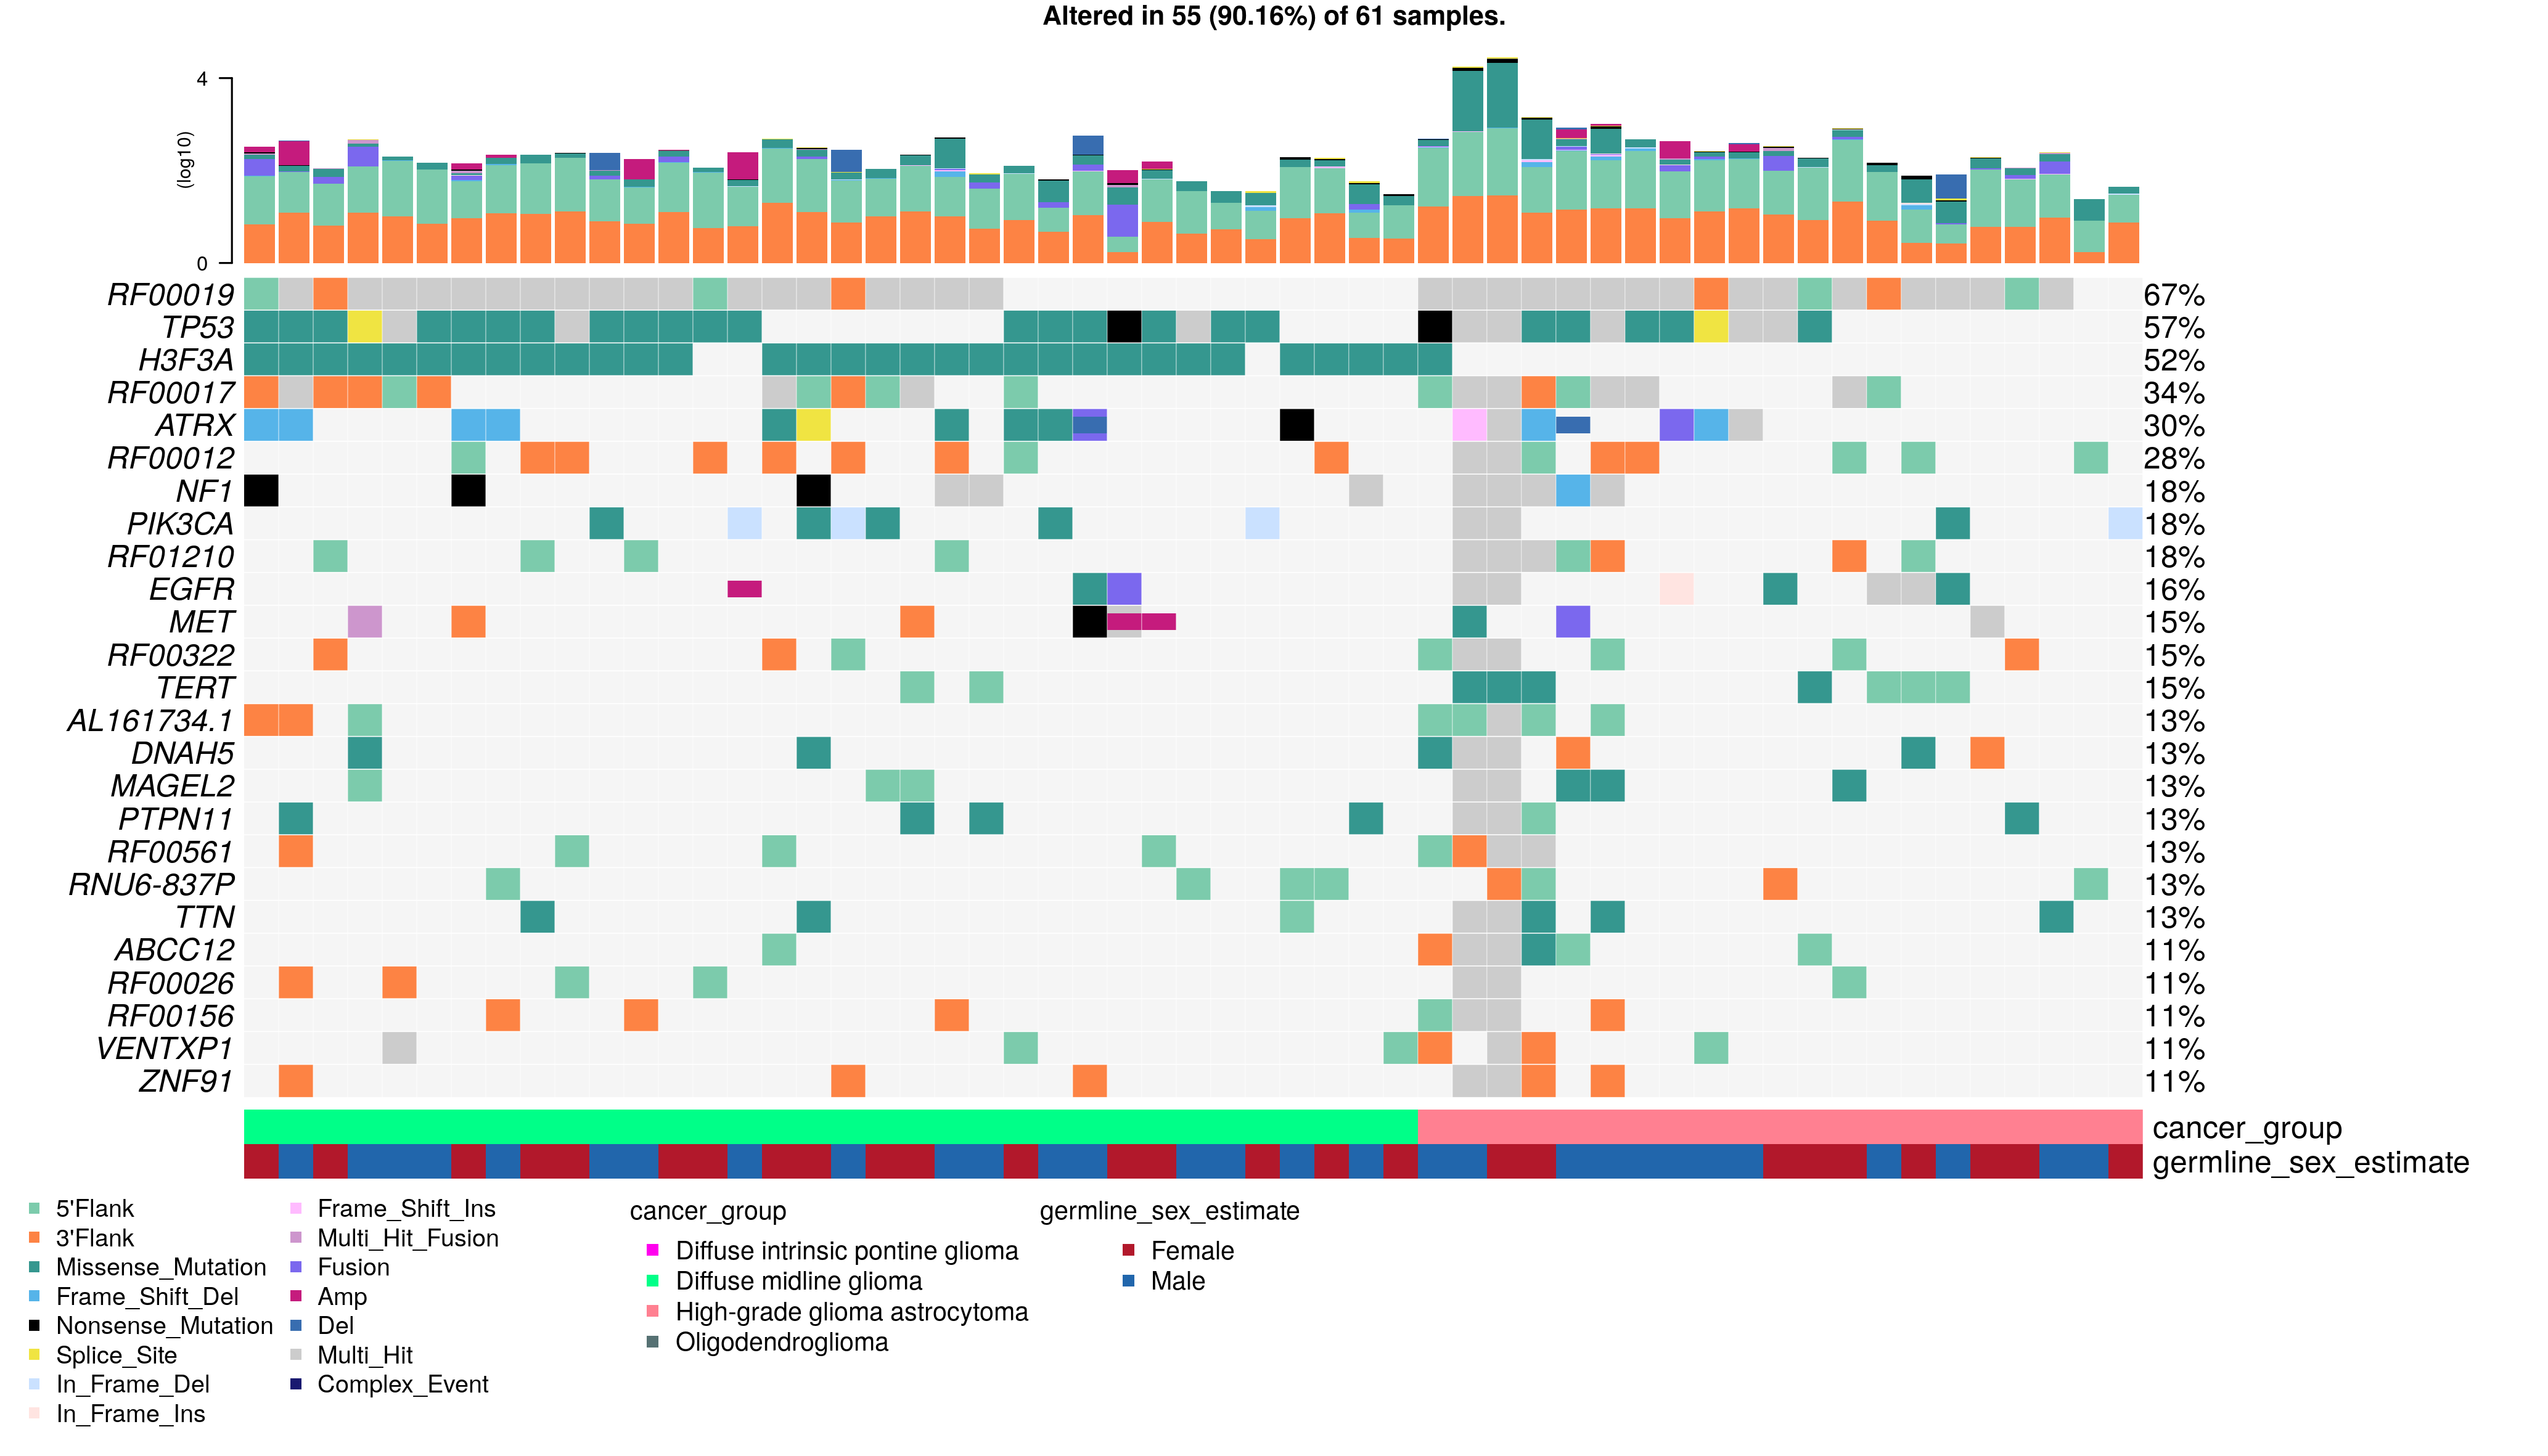 Altered in 55 (90.16%) of 61 samples.
4
(log10)
0
RF00019 67%
TP53 57%
H3F3A 52%
RF00017 34%
ATRX 30%
RF00012 28%
NF1 18%
PIK3CA 18%
RF01210 18%
EGFR 16%
MET 15%
RF00322 15%
TERT 15%
AL161734.1 13%
DNAH5 13%
MAGEL2 13%
PTPN11 13%
RF00561 13%
RNU6-837P 13%
TTN 13%
ABCC12 11%
RF00026 11%
RF00156 11%
VENTXP1 11%
ZNF91 11%
cancer_group
germline_sex_estimate
5'Flank
3'Flank
Missense_Mutation
Frame_Shift_Del
Nonsense_Mutation
Splice_Site
In_Frame_Del
In_Frame_Ins
Frame_Shift_Ins
Multi_Hit_Fusion
Fusion
Amp
Del
Multi_Hit
Complex_Event
cancer_group
Diffuse intrinsic pontine glioma
Diffuse midline glioma
High-grade glioma astrocytoma
Oligodendroglioma
germline_sex_estimate
Female
Male